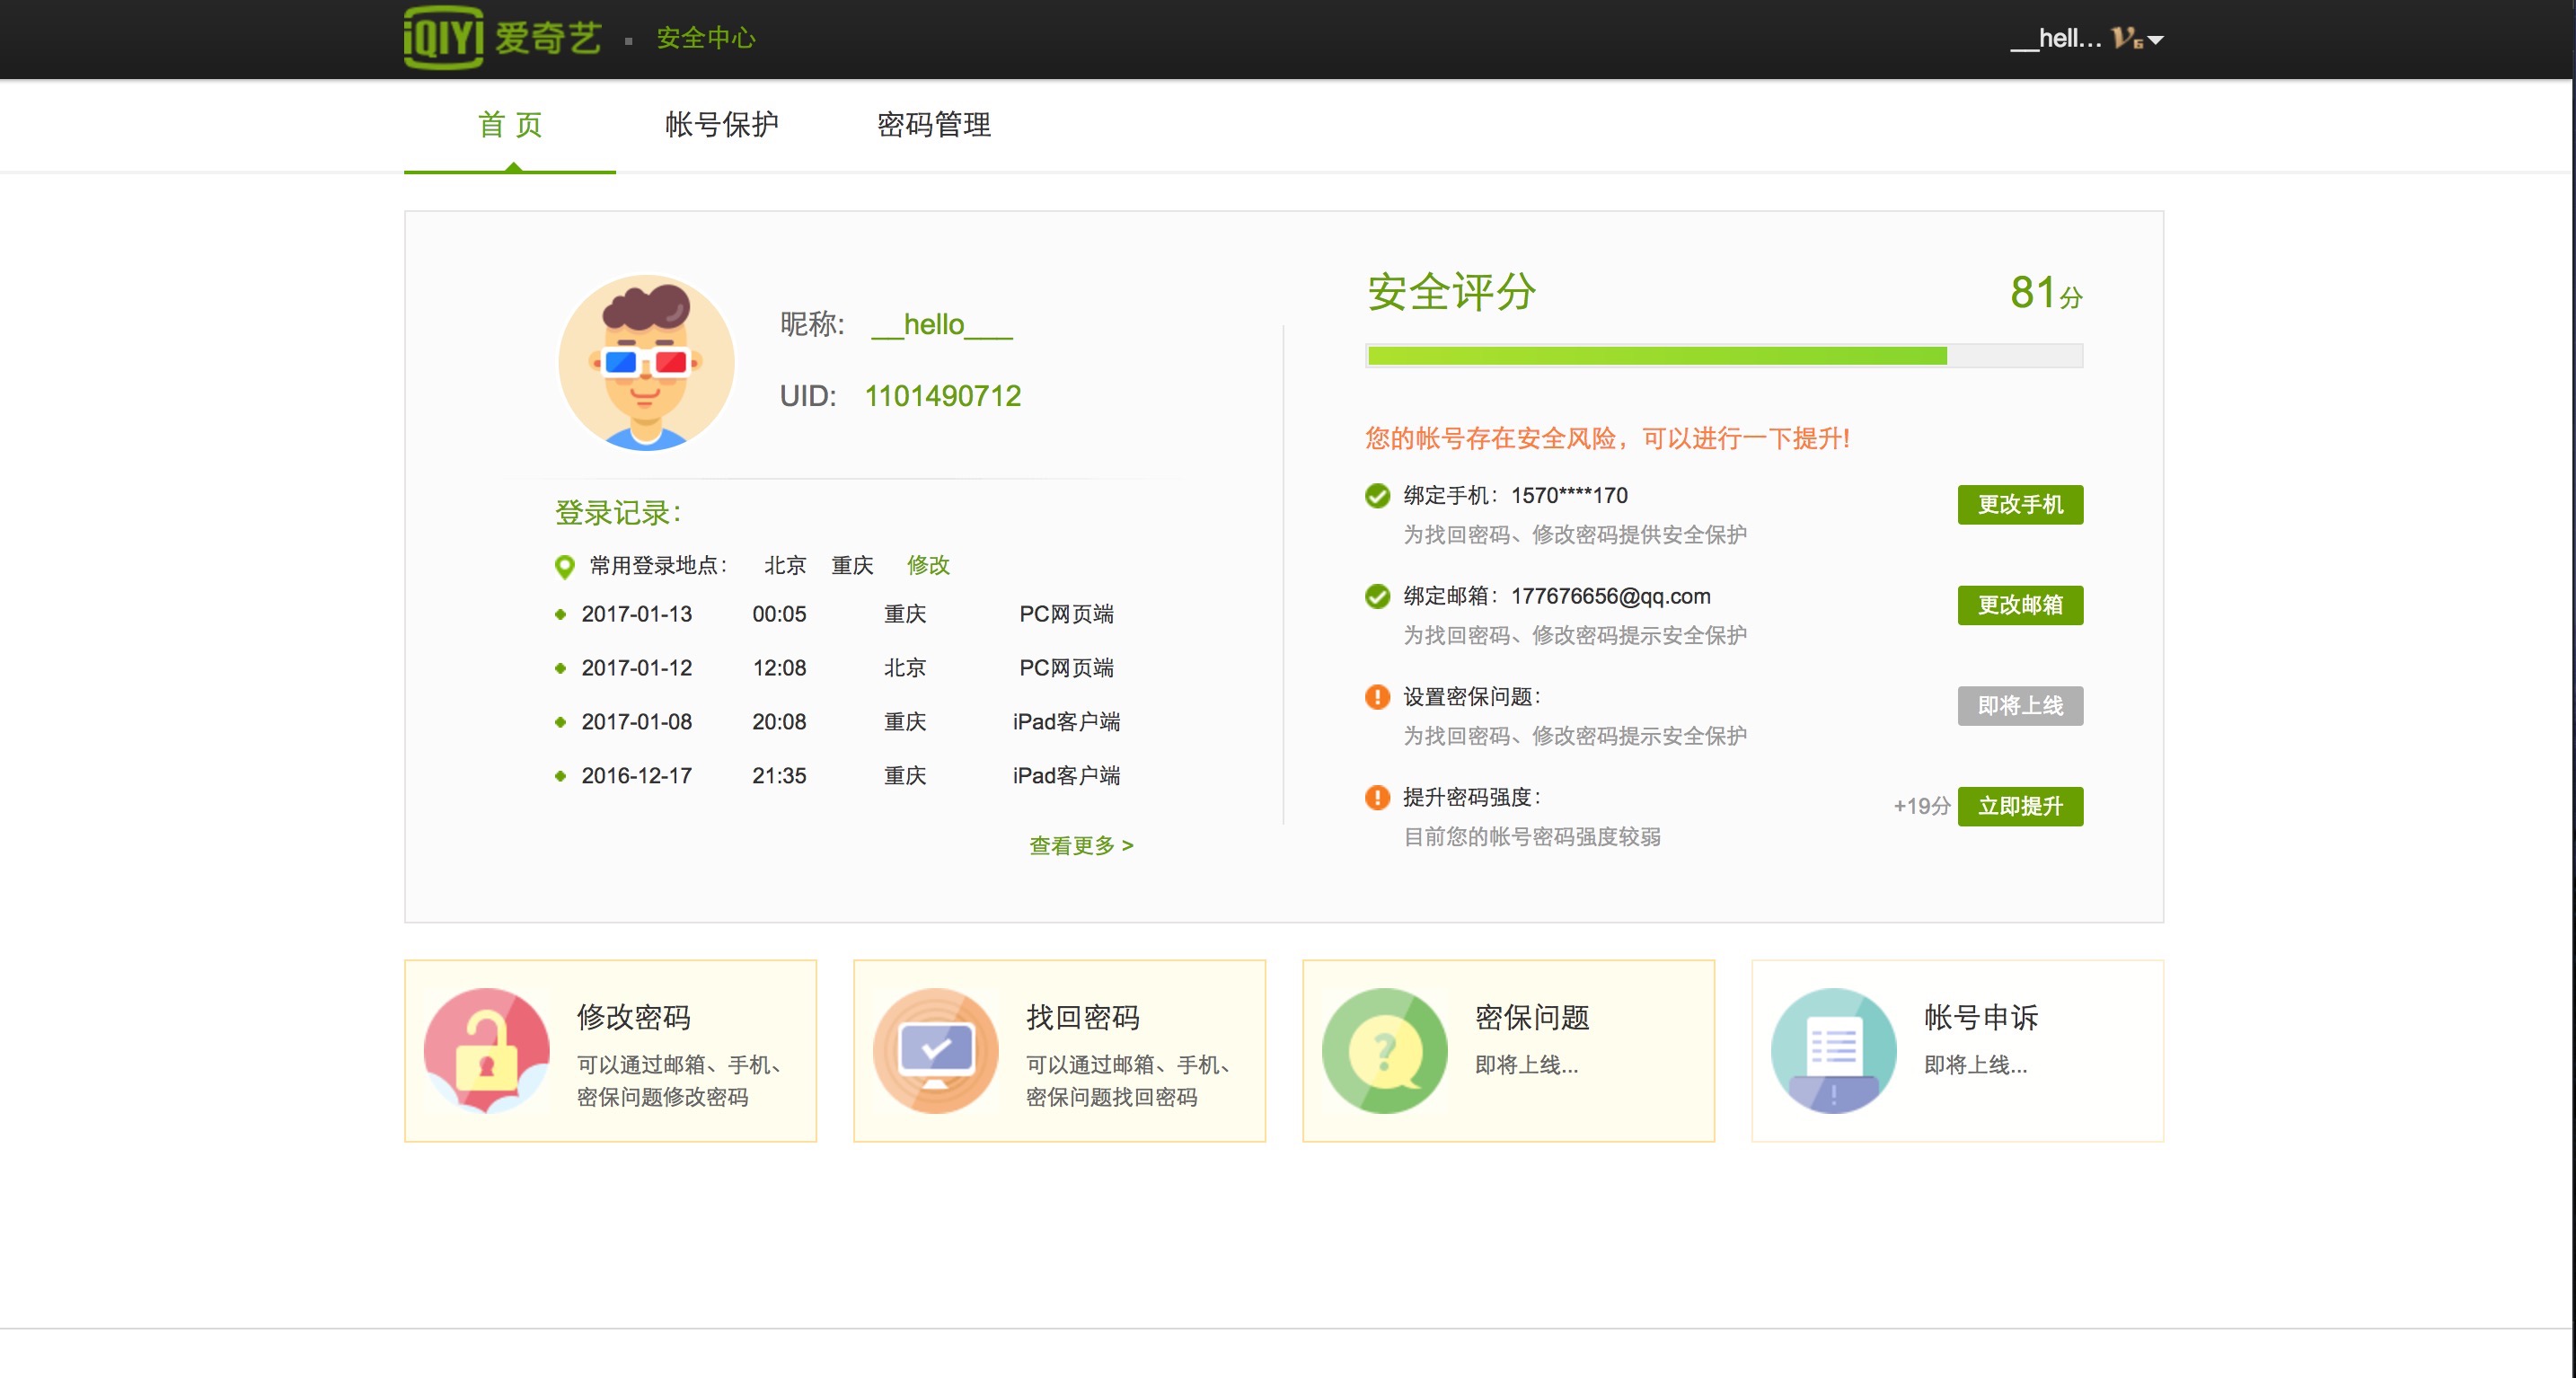 iQIYI 爱奇艺 安全中心 __hell... V6
首 页 帐号保护 密码管理
昵称: __hello___
UID: 1101490712
登录记录:
常用登录地点: 北京 重庆 修改
2017-01-13 00:05 重庆 PC网页端
2017-01-12 12:08 北京 PC网页端
2017-01-08 20:08 重庆 iPad客户端
2016-12-17 21:35 重庆 iPad客户端
查看更多 >
安全评分 81分
您的帐号存在安全风险，可以进行一下提升!
绑定手机: 1570****170 更改手机
为找回密码、修改密码提供安全保护
绑定邮箱: 177676656@qq.com 更改邮箱
为找回密码、修改密码提示安全保护
设置密保问题: 即将上线
为找回密码、修改密码提示安全保护
提升密码强度: +19分 立即提升
目前您的帐号密码强度较弱
修改密码
可以通过邮箱、手机、
密保问题修改密码
找回密码
可以通过邮箱、手机、
密保问题找回密码
密保问题
即将上线...
帐号申诉
即将上线...